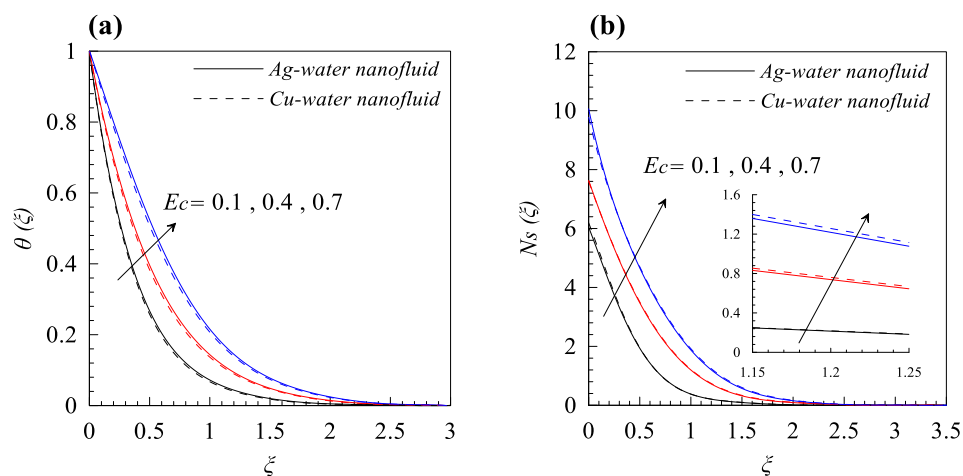 (a)
1
0.8
0.6
0.4
0.2
0
θ (ξ)
Ag-water nanofluid
Cu-water nanofluid
Ec= 0.1 , 0.4 , 0.7
0 0.5 1 1.5 2 2.5 3
ξ
(b)
12
10
8
6
4
2
0
Ns (ξ)
Ag-water nanofluid
Cu-water nanofluid
Ec= 0.1 , 0.4 , 0.7
1.6
1.2
0.8
0.4
0
1.15 1.2 1.25
0 0.5 1 1.5 2 2.5 3 3.5
ξ